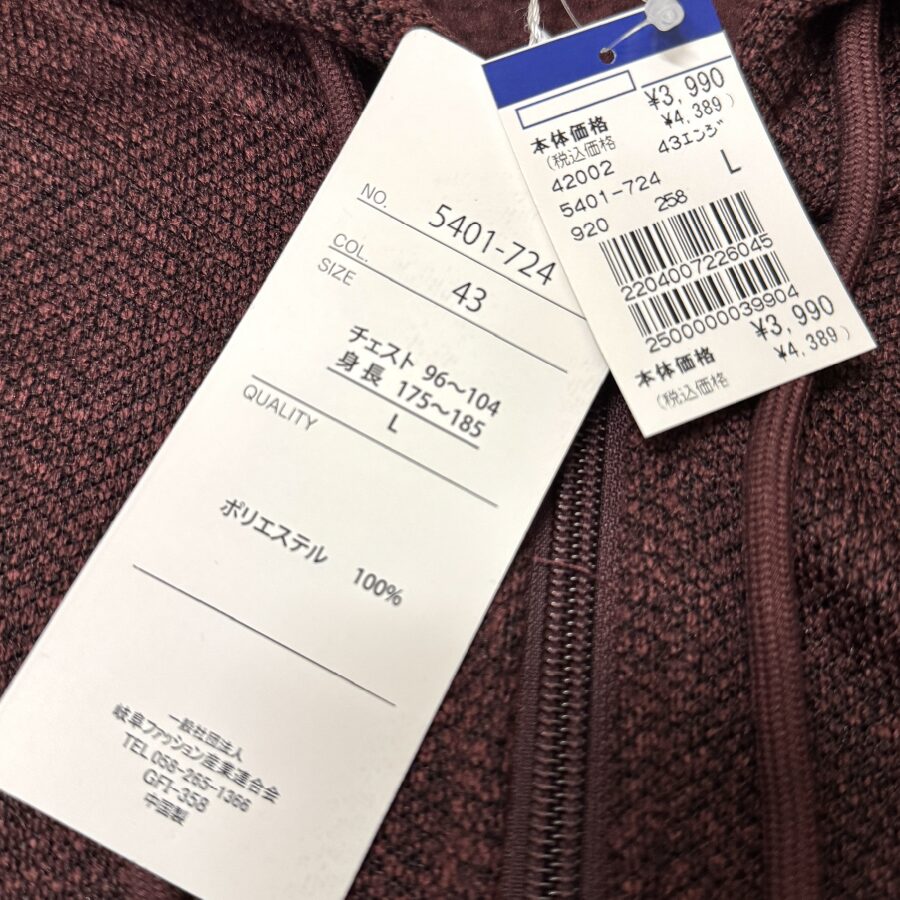 NO. 5401-724
COL. 43
SIZE
チェスト 96～104
身長 175～185
L
QUALITY
ポリエステル 100%
一般社団法人
岐阜ファッション産業連合会
TEL 058-265-1366
GFI-358
中国製
本体価格 ¥3,990
(税込価格 ¥4,389)
42002 43エンジ
5401-724 L
920 258
2204007226045
2500000039904
本体価格 ¥3,990
(税込価格 ¥4,389)